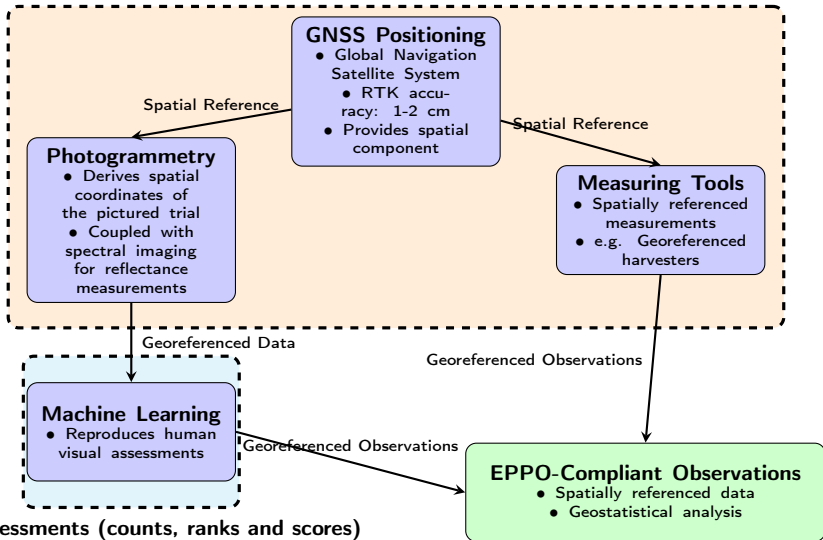 GNSS Positioning
• Global Navigation
Satellite System
• RTK accu-
racy: 1-2 cm
• Provides spatial
component
Spatial Reference
Spatial Reference
Photogrammetry
• Derives spatial
coordinates of
the pictured trial
• Coupled with
spectral imaging
for reflectance
measurements
Measuring Tools
• Spatially referenced
measurements
• e.g. Georeferenced
harvesters
Georeferenced Data
Georeferenced Observations
Machine Learning
• Reproduces human
visual assessments
Georeferenced Observations
EPPO-Compliant Observations
• Spatially referenced data
• Geostatistical analysis
essments (counts, ranks and scores)